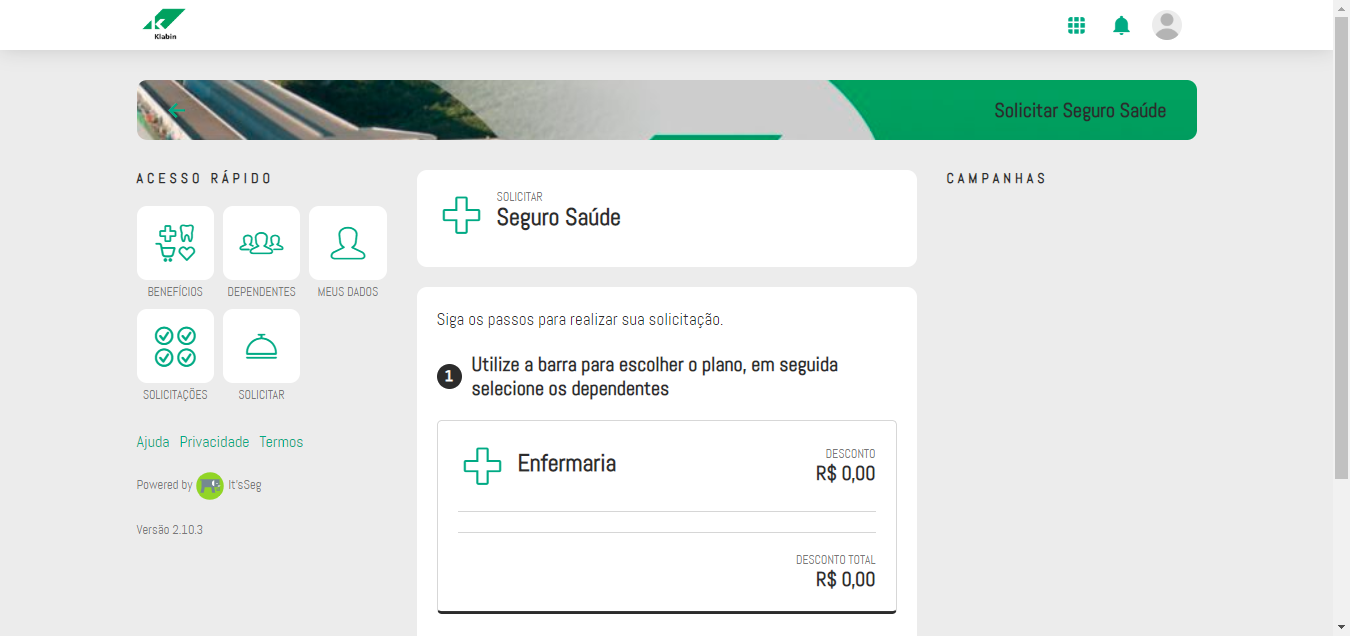 Klabin
Solicitar Seguro Saúde
ACESSO RÁPIDO
BENEFÍCIOS
DEPENDENTES
MEUS DADOS
SOLICITAÇÕES
SOLICITAR
Ajuda Privacidade Termos
Powered by It'sSeg
Versão 2.10.3
SOLICITAR
Seguro Saúde
Siga os passos para realizar sua solicitação.
1
Utilize a barra para escolher o plano, em seguida
selecione os dependentes
Enfermaria
DESCONTO
R$ 0,00
DESCONTO TOTAL
R$ 0,00
CAMPANHAS